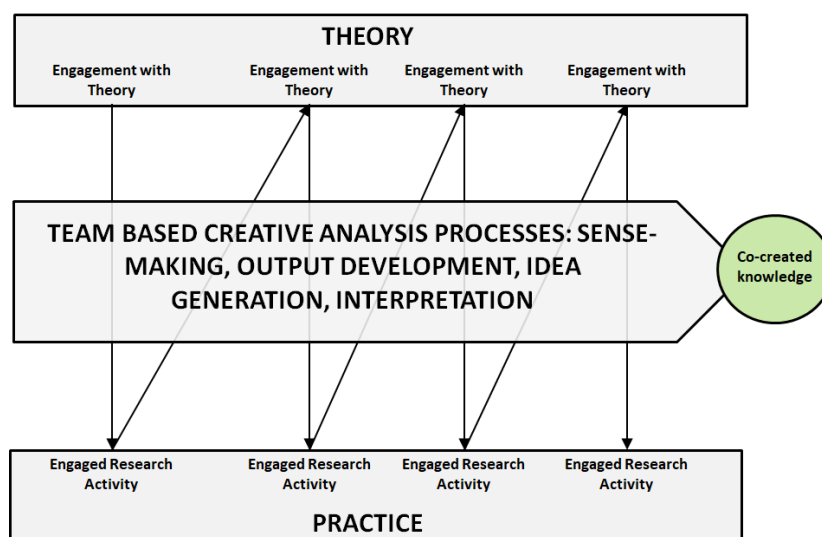 THEORY
Engagement with
Theory
Engagement with
Theory
Engagement with
Theory
Engagement with
Theory
TEAM BASED CREATIVE ANALYSIS PROCESSES: SENSE-
MAKING, OUTPUT DEVELOPMENT, IDEA
GENERATION, INTERPRETATION
Co-created
knowledge
Engaged Research
Activity
Engaged Research
Activity
Engaged Research
Activity
Engaged Research
Activity
PRACTICE